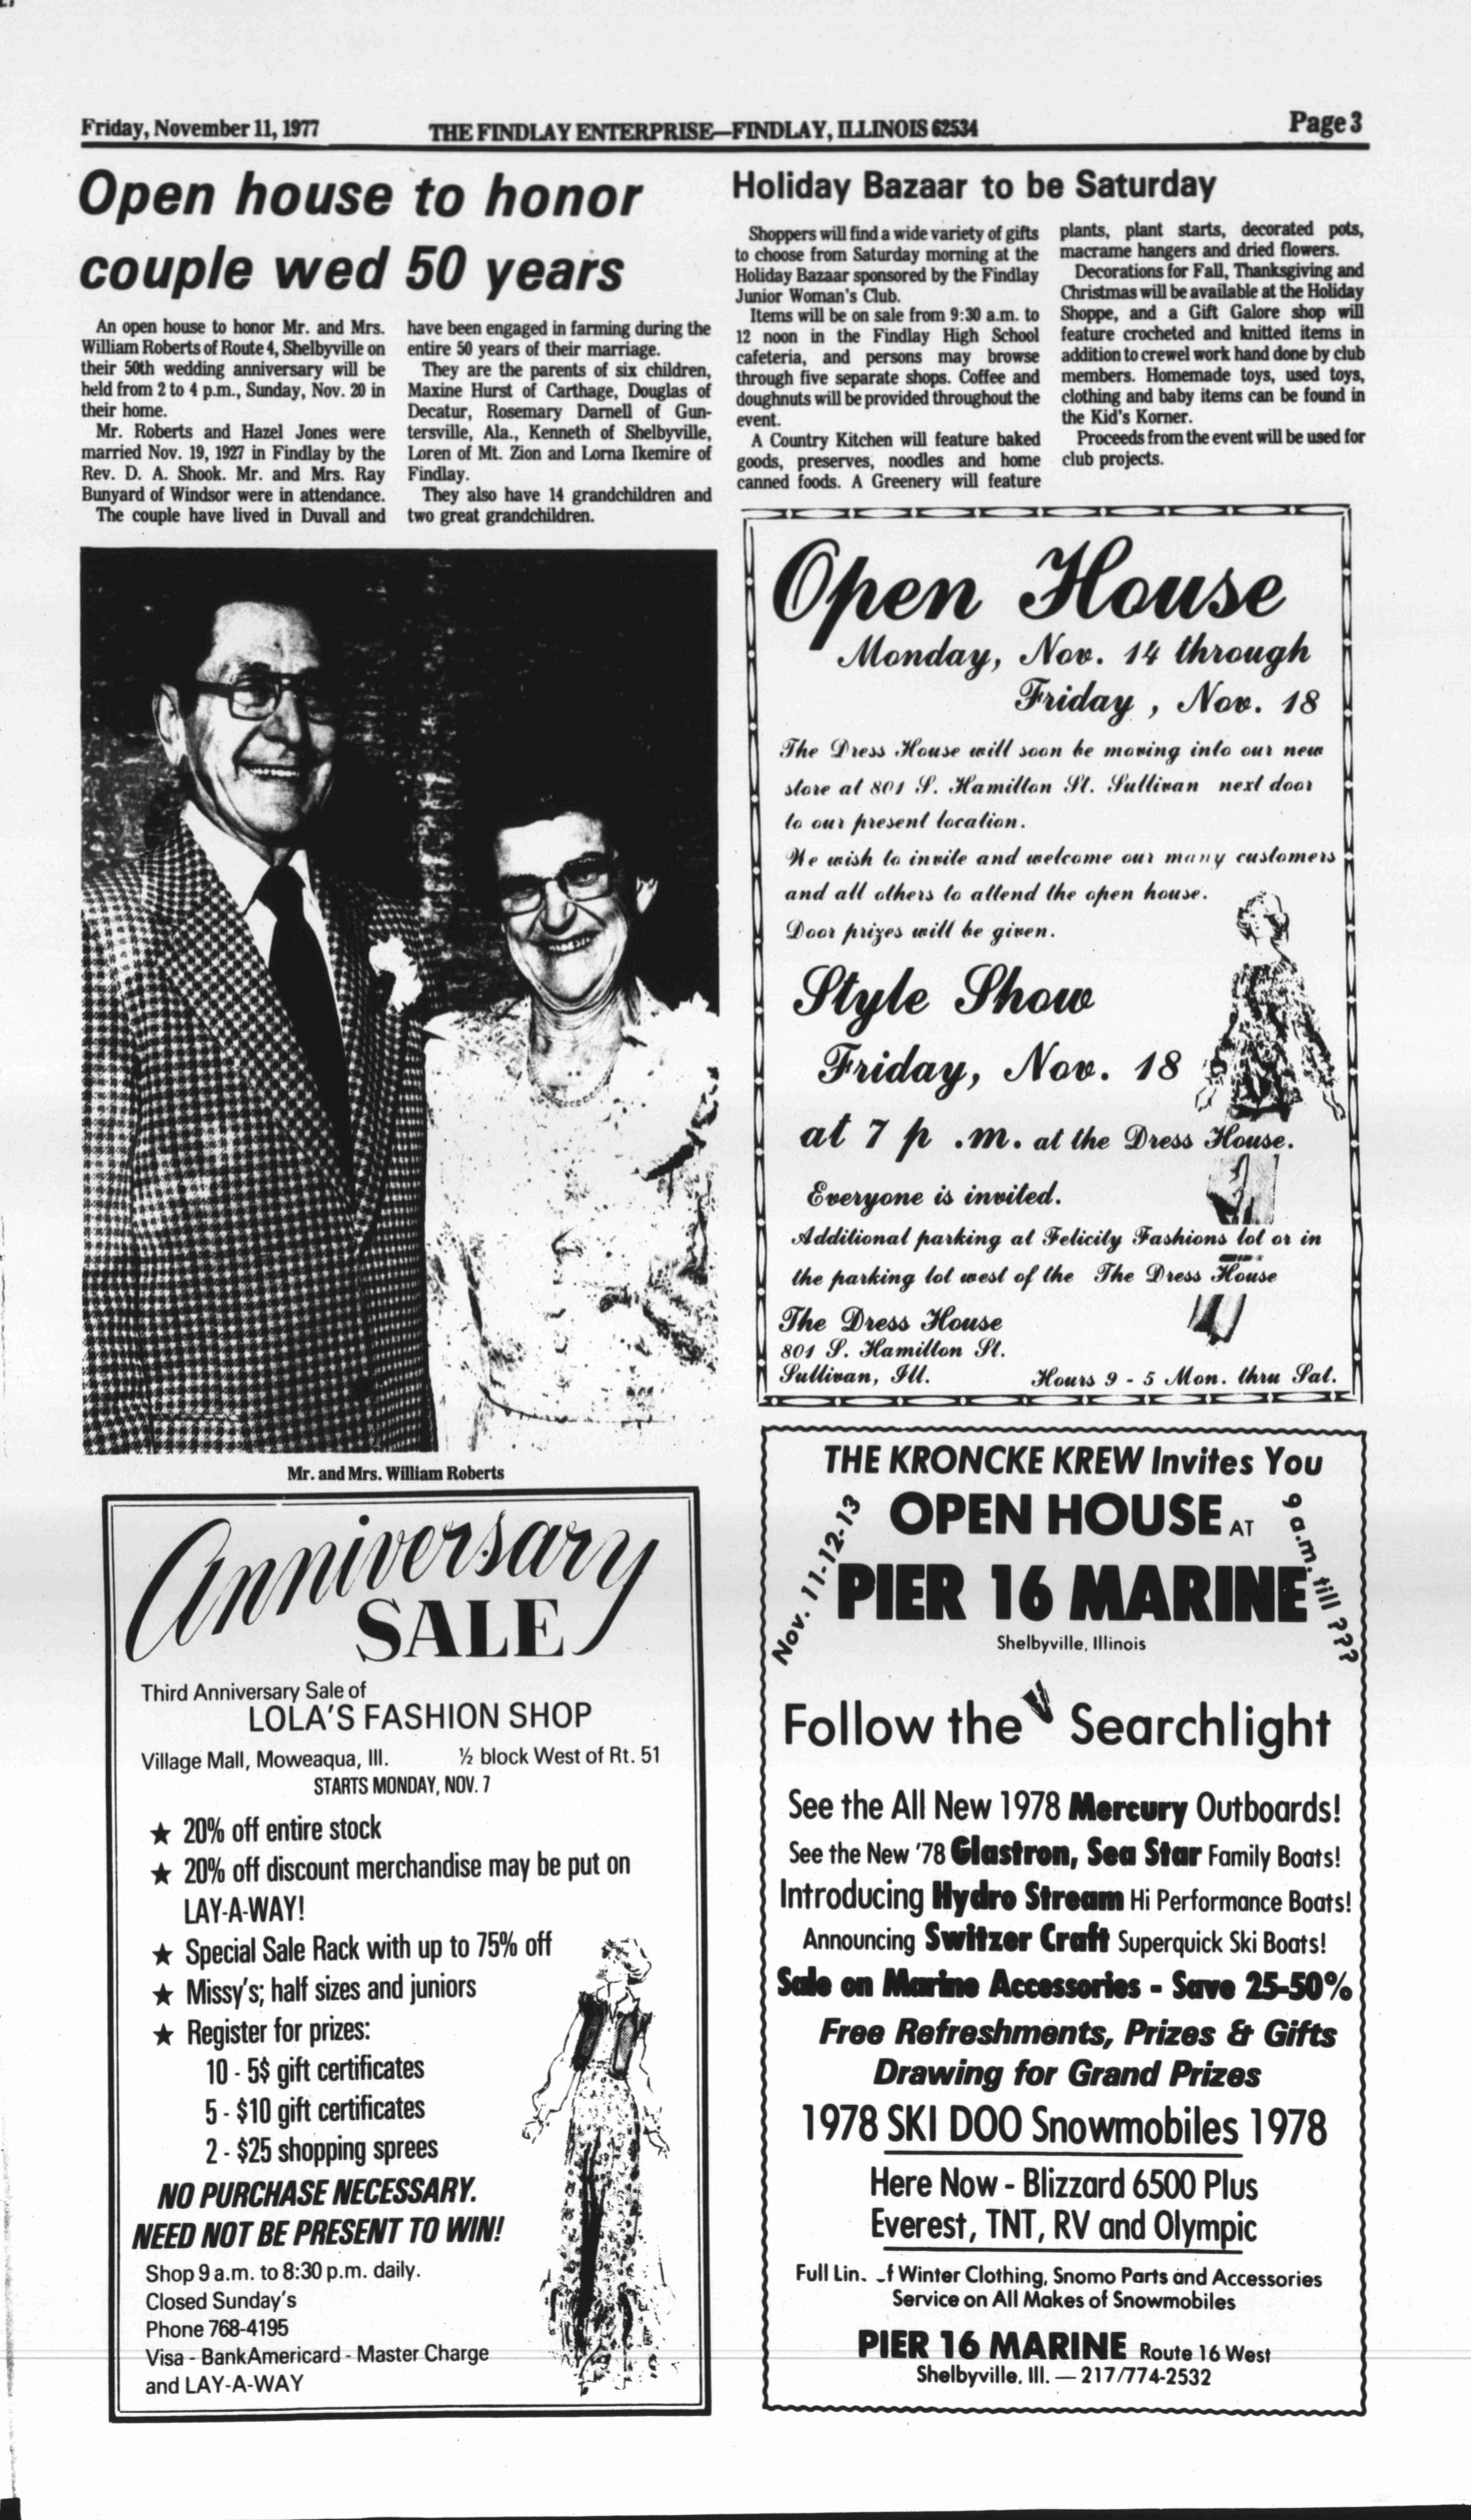 Friday, November 11, 1977
THE FINDLAY ENTERPRISE—FINDLAY, ILLINOIS 62534
Page 3
Open house to honor
couple wed 50 years
An open house to honor Mr. and Mrs.
William Roberts of Route 4, Shelbyville on
their 50th wedding anniversary will be
held from 2 to 4 p.m., Sunday, Nov. 20 in
their home.
Mr. Roberts and Hazel Jones were
married Nov. 19, 1927 in Findlay by the
Rev. D. A. Shook. Mr. and Mrs. Ray
Bunyard of Windsor were in attendance.
The couple have lived in Duvall and
have been engaged in farming during the
entire 50 years of their marriage.
They are the parents of six children,
Maxine Hurst of Carthage, Douglas of
Decatur, Rosemary Darnell of Gun-
tersville, Ala., Kenneth of Shelbyville,
Loren of Mt. Zion and Lorna Ikemire of
Findlay.
They also have 14 grandchildren and
two great grandchildren.
Mr. and Mrs. William Roberts
Holiday Bazaar to be Saturday
Shoppers will find a wide variety of gifts
to choose from Saturday morning at the
Holiday Bazaar sponsored by the Findlay
Junior Woman's Club.
Items will be on sale from 9:30 a.m. to
12 noon in the Findlay High School
cafeteria, and persons may browse
through five separate shops. Coffee and
doughnuts will be provided throughout the
event.
A Country Kitchen will feature baked
goods, preserves, noodles and home
canned foods. A Greenery will feature
plants, plant starts, decorated pots,
macrame hangers and dried flowers.
Decorations for Fall, Thanksgiving and
Christmas will be available at the Holiday
Shoppe, and a Gift Galore shop will
feature crocheted and knitted items in
addition to crewel work hand done by club
members. Homemade toys, used toys,
clothing and baby items can be found in
the Kid's Korner.
Proceeds from the event will be used for
club projects.
Open House
Monday, Nov. 14 through
Friday , Nov. 18
The Dress House will soon be moving into our new
store at 801 S. Hamilton St. Sullivan next door
to our present location.
We wish to invite and welcome our many customers
and all others to attend the open house.
Door prizes will be given.
Style Show
Friday, Nov. 18
at 7 p .m. at the Dress House.
Everyone is invited.
Additional parking at Felicity Fashions lot or in
the parking lot west of the The Dress House
The Dress House
801 S. Hamilton St.
Sullivan, Ill.
Hours 9 - 5 Mon. thru Sat.
Anniversary
SALE
Third Anniversary Sale of
LOLA'S FASHION SHOP
Village Mall, Moweaqua, Ill. ½ block West of Rt. 51
STARTS MONDAY, NOV. 7
★ 20% off entire stock
★ 20% off discount merchandise may be put on
LAY-A-WAY!
★ Special Sale Rack with up to 75% off
★ Missy's; half sizes and juniors
★ Register for prizes:
10 - 5$ gift certificates
5 - $10 gift certificates
2 - $25 shopping sprees
NO PURCHASE NECESSARY.
NEED NOT BE PRESENT TO WIN!
Shop 9 a.m. to 8:30 p.m. daily.
Closed Sunday's
Phone 768-4195
Visa - BankAmericard - Master Charge
and LAY-A-WAY
THE KRONCKE KREW Invites You
OPEN HOUSE AT
Nov. 11-12-13
9 a.m. till ???
PIER 16 MARINE
Shelbyville, Illinois
Follow the Searchlight
See the All New 1978 Mercury Outboards!
See the New '78 Glastron, Sea Star Family Boats!
Introducing Hydro Stream Hi Performance Boats!
Announcing Switzer Craft Superquick Ski Boats!
Sale on Marine Accessories - Save 25-50%
Free Refreshments, Prizes & Gifts
Drawing for Grand Prizes
1978 SKI DOO Snowmobiles 1978
Here Now - Blizzard 6500 Plus
Everest, TNT, RV and Olympic
Full Lin. .f Winter Clothing, Snomo Parts and Accessories
Service on All Makes of Snowmobiles
PIER 16 MARINE Route 16 West
Shelbyville, Ill. — 217/774-2532